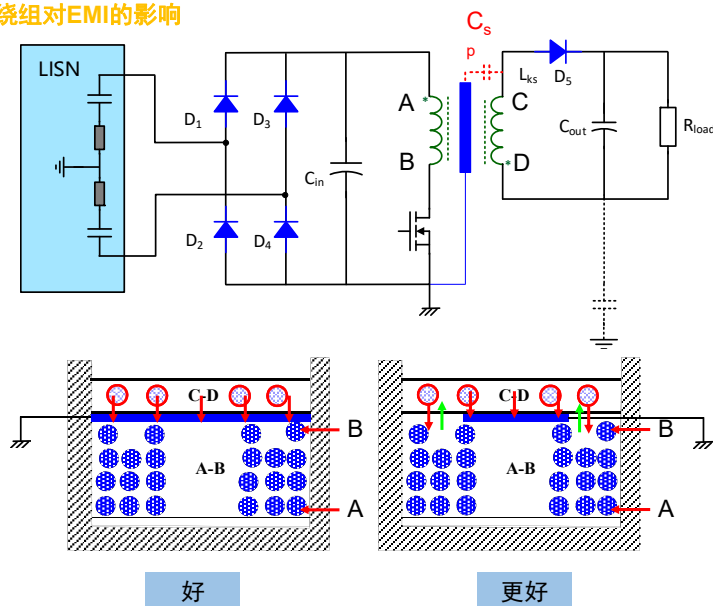 绕组对EMI的影响
C s
p
LISN
D1
D3
Cin
A *
B
Lks
D5
C
* D
Cout
Rload
D2
D4
C-D
B
A-B
A
C-D
B
A-B
A
好
更好